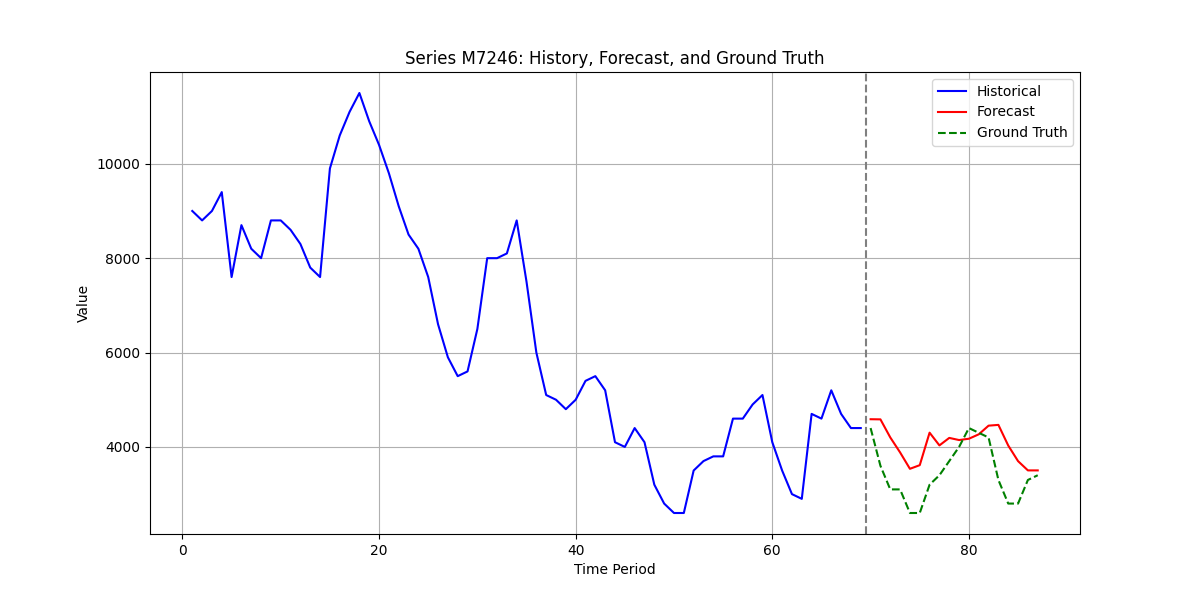 Series M7246: History, Forecast, and Ground Truth
Historical
Forecast
Ground Truth
10000
8000
6000
4000
Value
0 20 40 60 80
Time Period